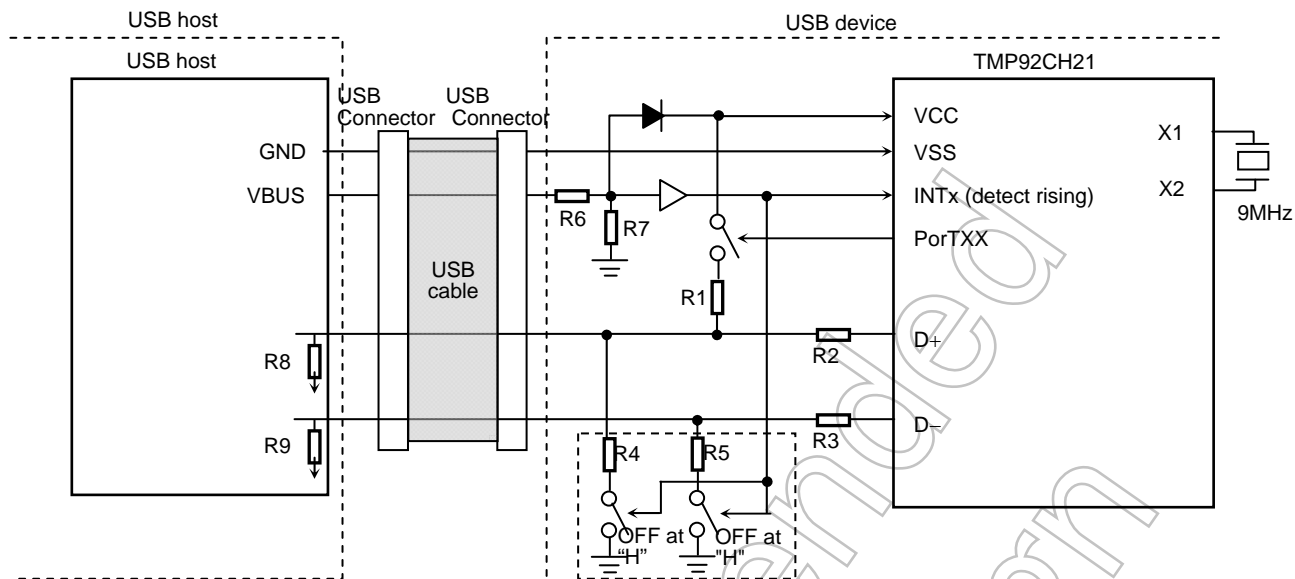 USB host
USB device
USB host
TMP92CH21
USB
Connector
USB
Connector
VCC
X1
GND
VSS
VBUS
INTx (detect rising)
X2
R6
R7
9MHz
PorTXX
USB
cable
R1
R8
R2
D+
R9
R3
D−
R4
R5
OFF at
"H"
OFF at
"H"